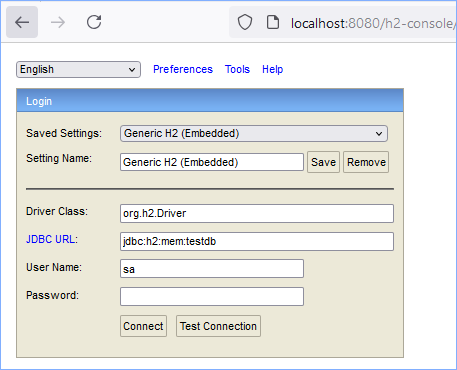 localhost:8080/h2-console/
English Preferences Tools Help
Login
Saved Settings: Generic H2 (Embedded)
Setting Name: Generic H2 (Embedded) Save Remove
Driver Class: org.h2.Driver
JDBC URL: jdbc:h2:mem:testdb
User Name: sa
Password:
Connect Test Connection